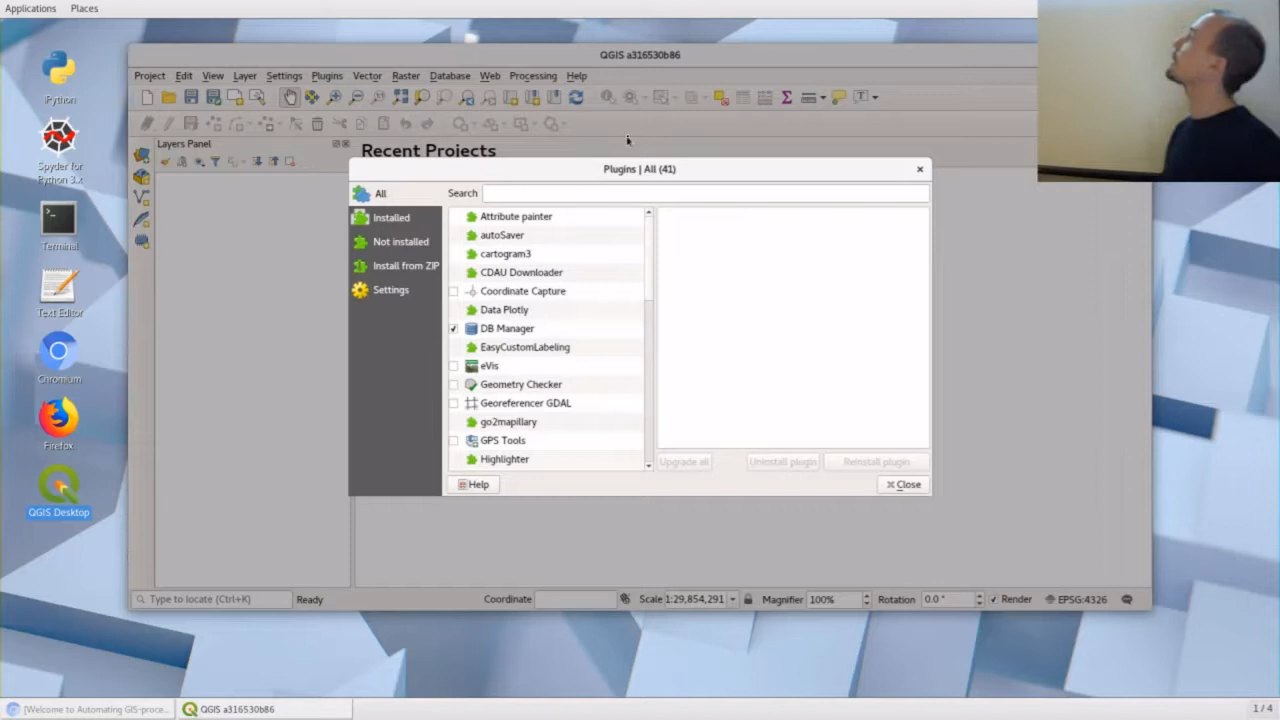 Applications Places
QGIS a316530b86
Project Edit View Layer Settings Plugins Vector Raster Database Web Processing Help
Layers Panel
Recent Projects
iPython
Spyder for
Python 3.x
Terminal
Text Editor
Chromium
Firefox
QGIS Desktop
Plugins | All (41)
All
Installed
Not installed
Install from ZIP
Settings
Search
Attribute painter
autoSaver
cartogram3
CDAU Downloader
Coordinate Capture
Data Plotly
DB Manager
EasyCustomLabeling
eVis
Geometry Checker
Georeferencer GDAL
go2mapillary
GPS Tools
Highlighter
Upgrade all Uninstall plugin Reinstall plugin
Help Close
Type to locate (Ctrl+K) Ready Coordinate Scale 1:29,854,291 Magnifier 100% Rotation 0.0 ° Render EPSG:4326
[Welcome to Automating GIS-proce... QGIS a316530b86 1 / 4